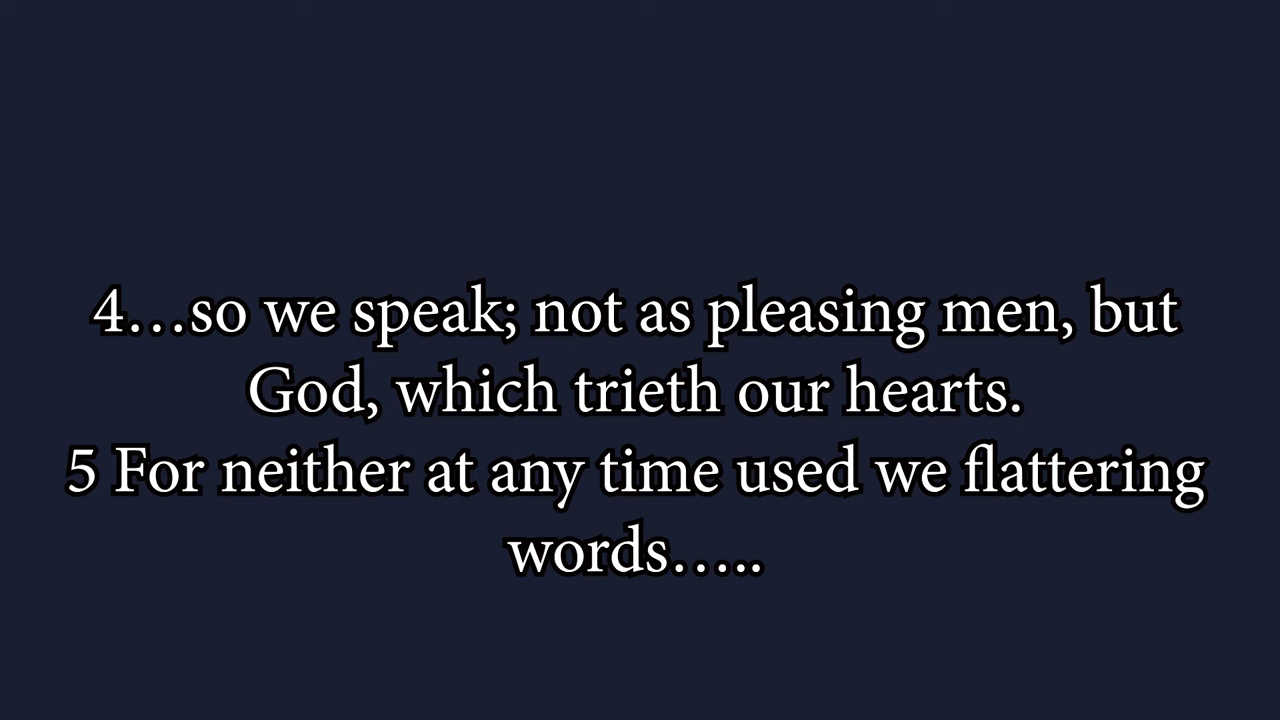 4…so we speak; not as pleasing men, but
God, which trieth our hearts.
5 For neither at any time used we flattering
words…..